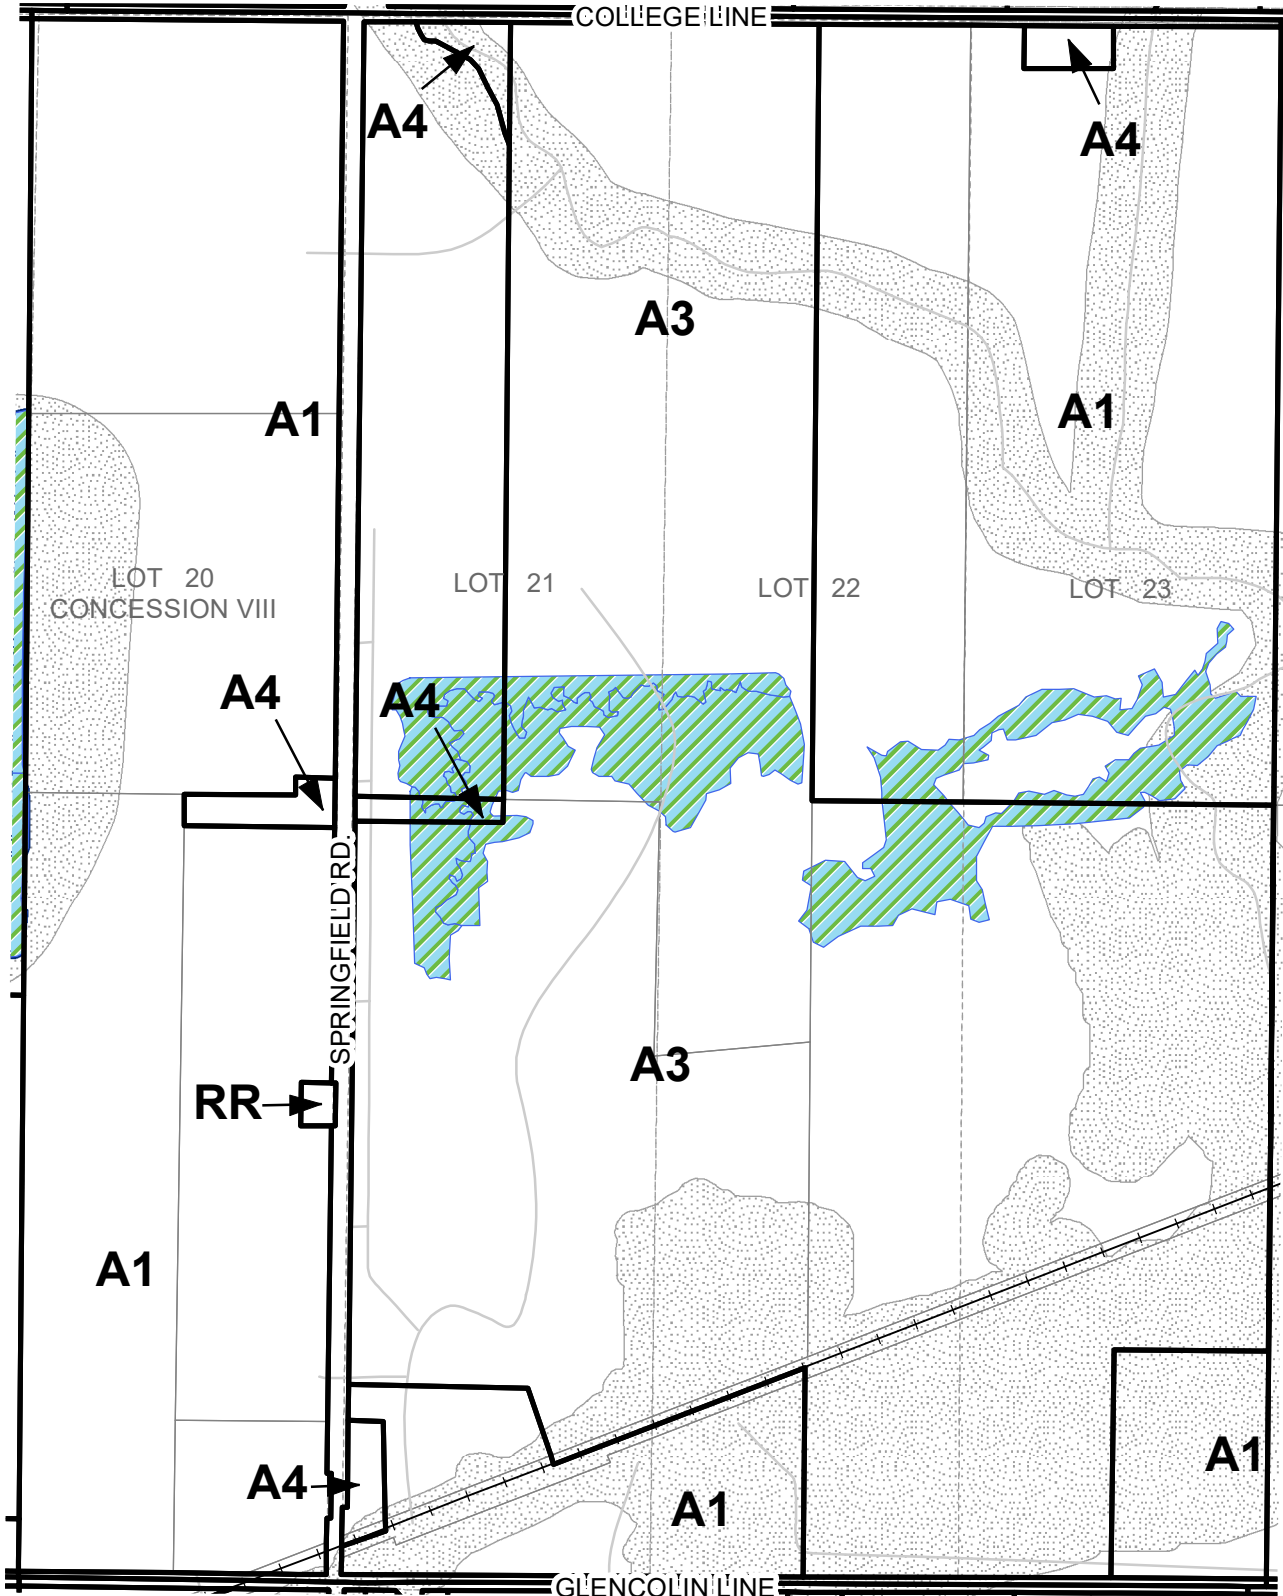 COLLEGE LINE
A4
A4
A3
A1
A1
LOT 20
CONCESSION VIII
LOT 21
LOT 22
LOT 23
A4
A4
SPRINGFIELD RD.
A3
RR
A1
A4
A1
A1
GLENCOLIN LINE